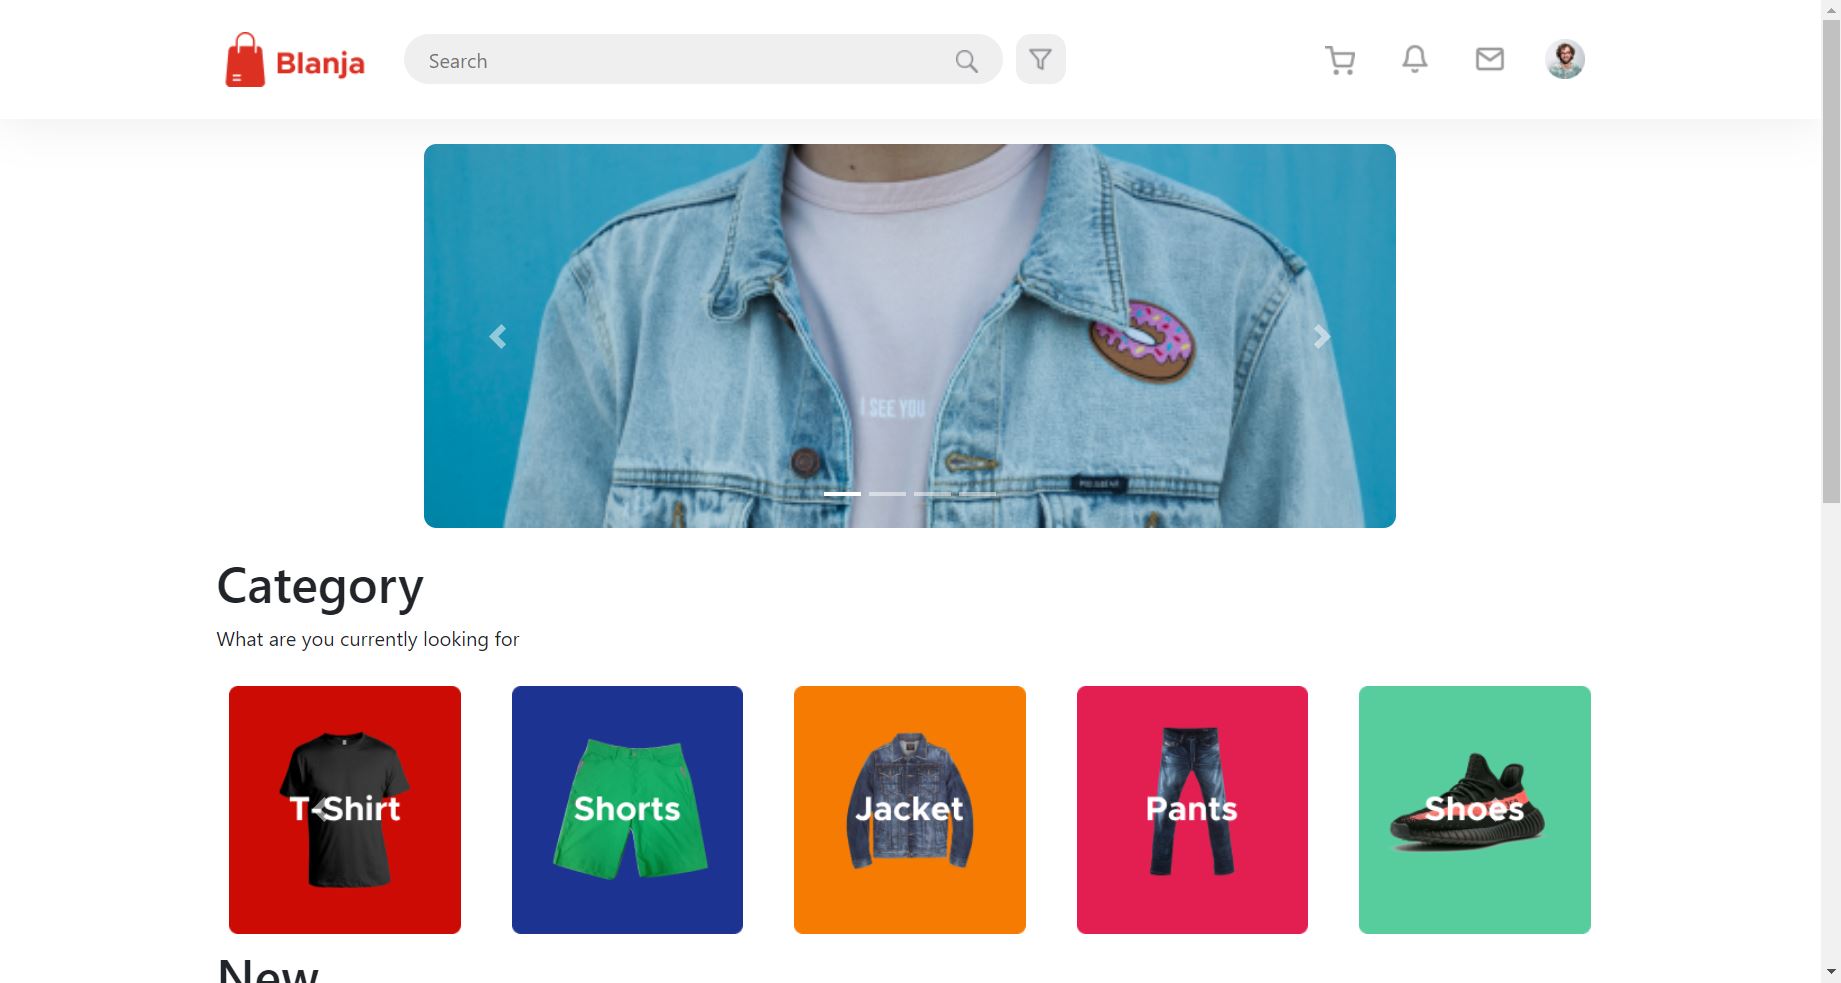 Blanja
Search
I SEE YOU
Category
What are you currently looking for
T-Shirt
Shorts
Jacket
Pants
Shoes
New